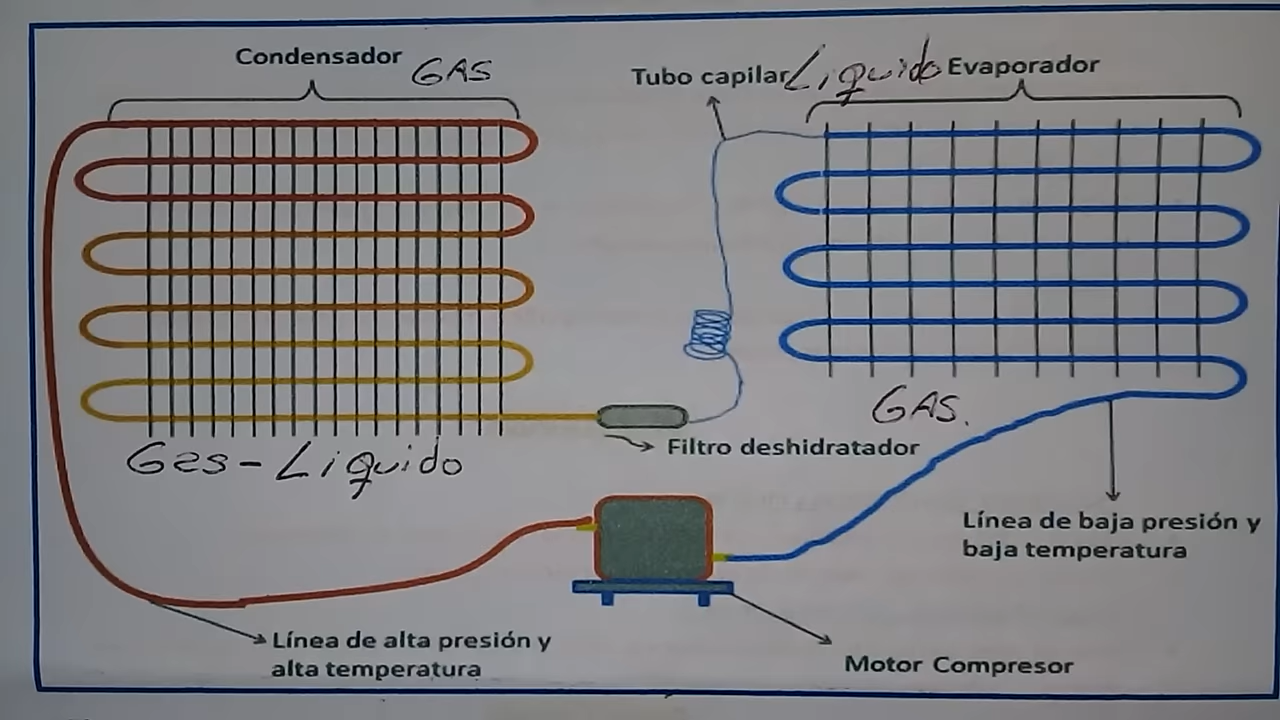 Condensador GAS
Tubo capilar Liquido Evaporador
GAS.
Filtro deshidratador
Gas-Liquido
Línea de baja presión y
baja temperatura
Línea de alta presión y
alta temperatura
Motor Compresor